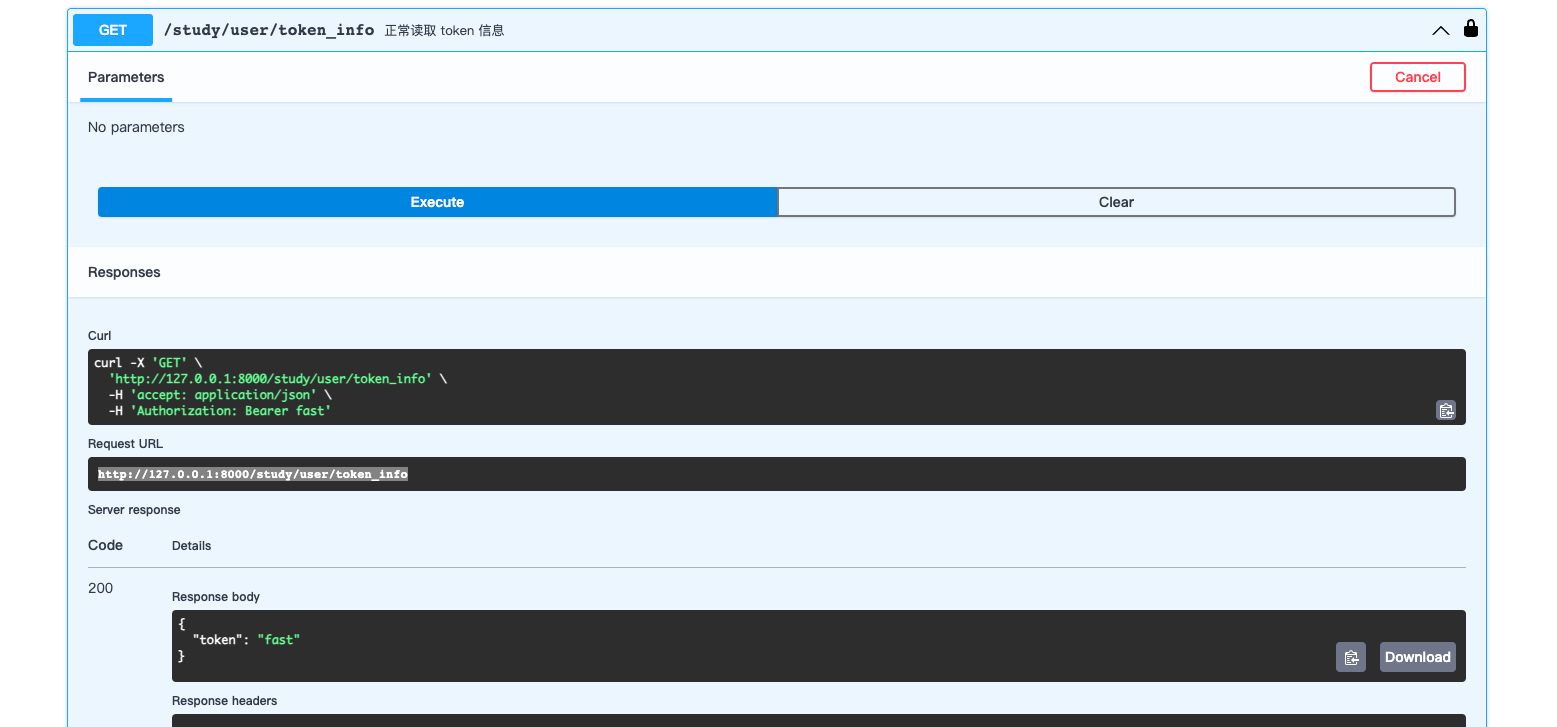 GET /study/user/token_info 正常读取 token 信息
Parameters Cancel
No parameters
Execute Clear
Responses
Curl
curl -X 'GET' \
'http://127.0.0.1:8000/study/user/token_info' \
-H 'accept: application/json' \
-H 'Authorization: Bearer fast'
Request URL
http://127.0.0.1:8000/study/user/token_info
Server response
Code Details
200
Response body
{
"token": "fast"
}
Download
Response headers